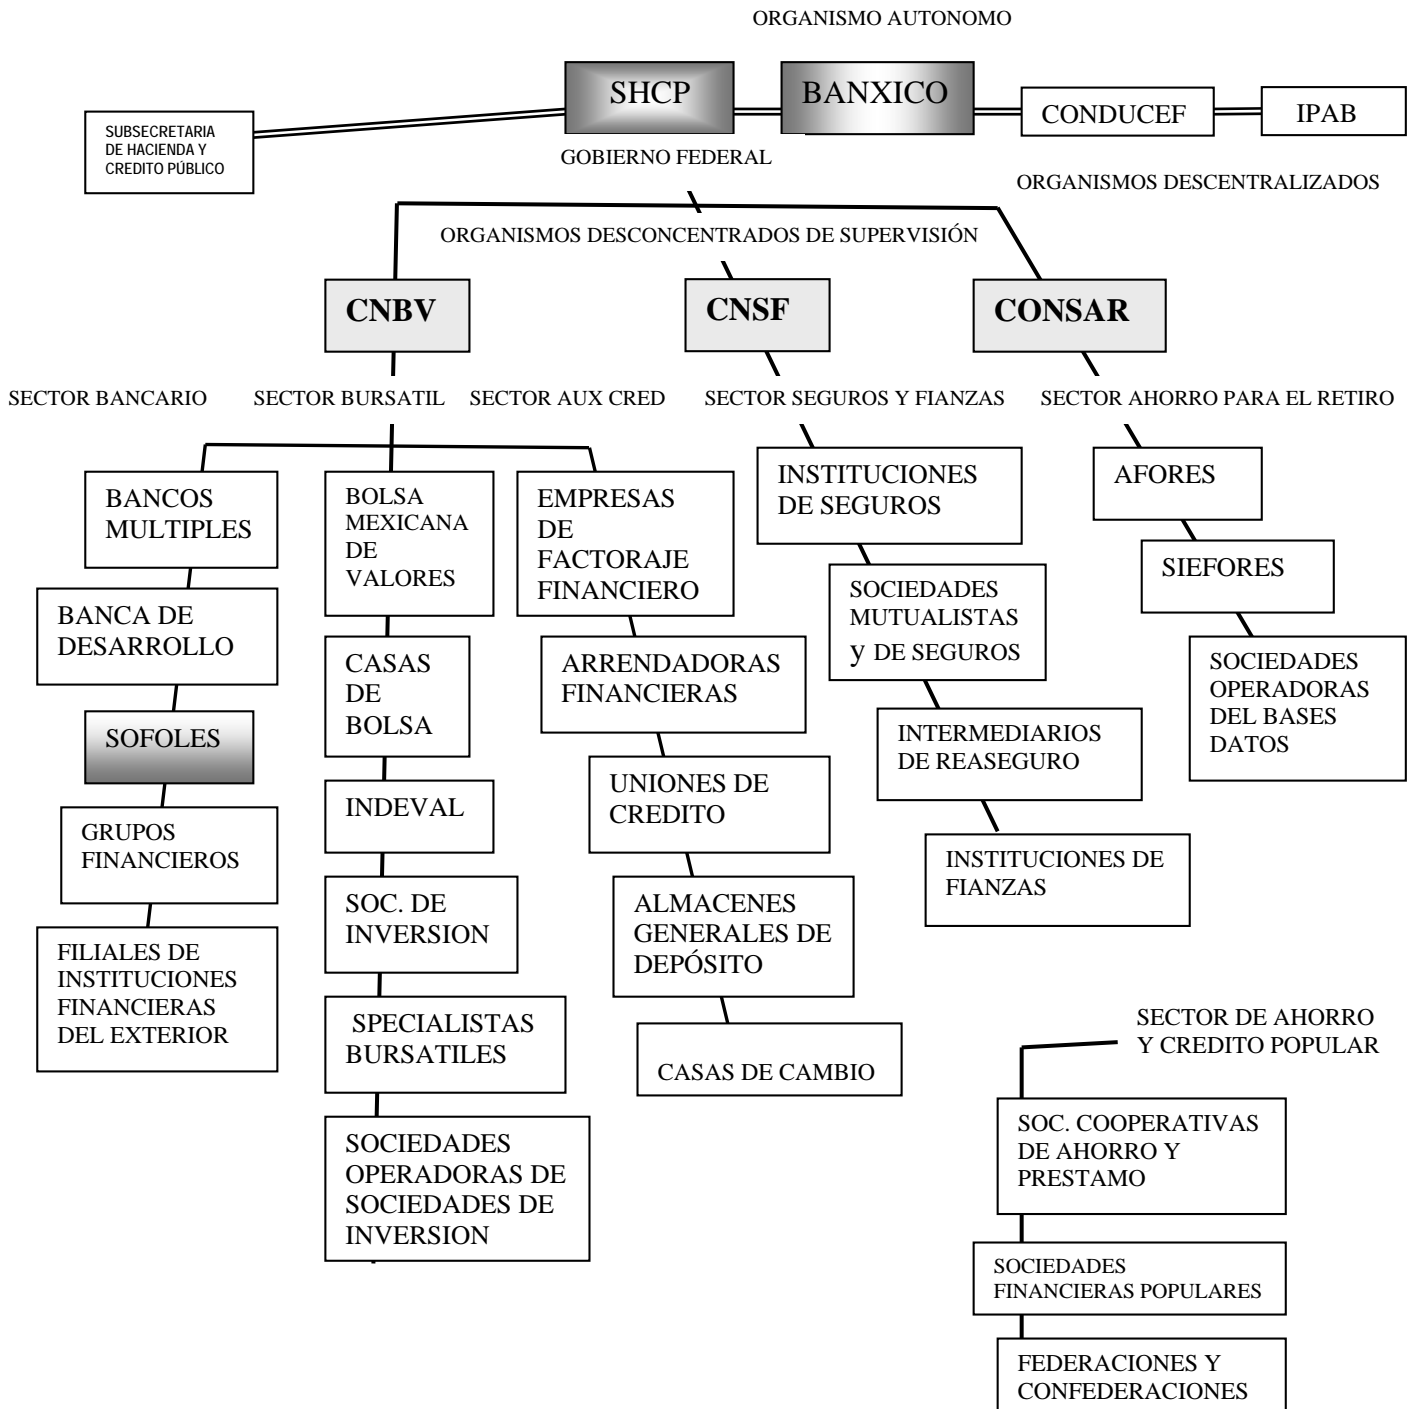 ORGANISMO AUTONOMO
SHCP
BANXICO
CONDUCEF
IPAB
SUBSECRETARIA
DE HACIENDA Y
CREDITO PÚBLICO
GOBIERNO FEDERAL
ORGANISMOS DESCENTRALIZADOS
ORGANISMOS DESCONCENTRADOS DE SUPERVISIÓN
CNBV
CNSF
CONSAR
SECTOR BANCARIO
SECTOR BURSATIL
SECTOR AUX CRED
SECTOR SEGUROS Y FIANZAS
SECTOR AHORRO PARA EL RETIRO
BANCOS
MULTIPLES
BANCA DE
DESARROLLO
SOFOLES
GRUPOS
FINANCIEROS
FILIALES DE
INSTITUCIONES
FINANCIERAS
DEL EXTERIOR
BOLSA
MEXICANA
DE
VALORES
CASAS
DE
BOLSA
INDEVAL
SOC. DE
INVERSION
SPECIALISTAS
BURSATILES
SOCIEDADES
OPERADORAS DE
SOCIEDADES DE
INVERSION
EMPRESAS
DE
FACTORAJE
FINANCIERO
ARRENDADORAS
FINANCIERAS
UNIONES DE
CREDITO
ALMACENES
GENERALES DE
DEPÓSITO
CASAS DE CAMBIO
INSTITUCIONES
DE SEGUROS
SOCIEDADES
MUTUALISTAS
y DE SEGUROS
INTERMEDIARIOS
DE REASEGURO
INSTITUCIONES DE
FIANZAS
AFORES
SIEFORES
SOCIEDADES
OPERADORAS
DEL BASES
DATOS
SECTOR DE AHORRO
Y CREDITO POPULAR
SOC. COOPERATIVAS
DE AHORRO Y
PRESTAMO
SOCIEDADES
FINANCIERAS POPULARES
FEDERACIONES Y
CONFEDERACIONES